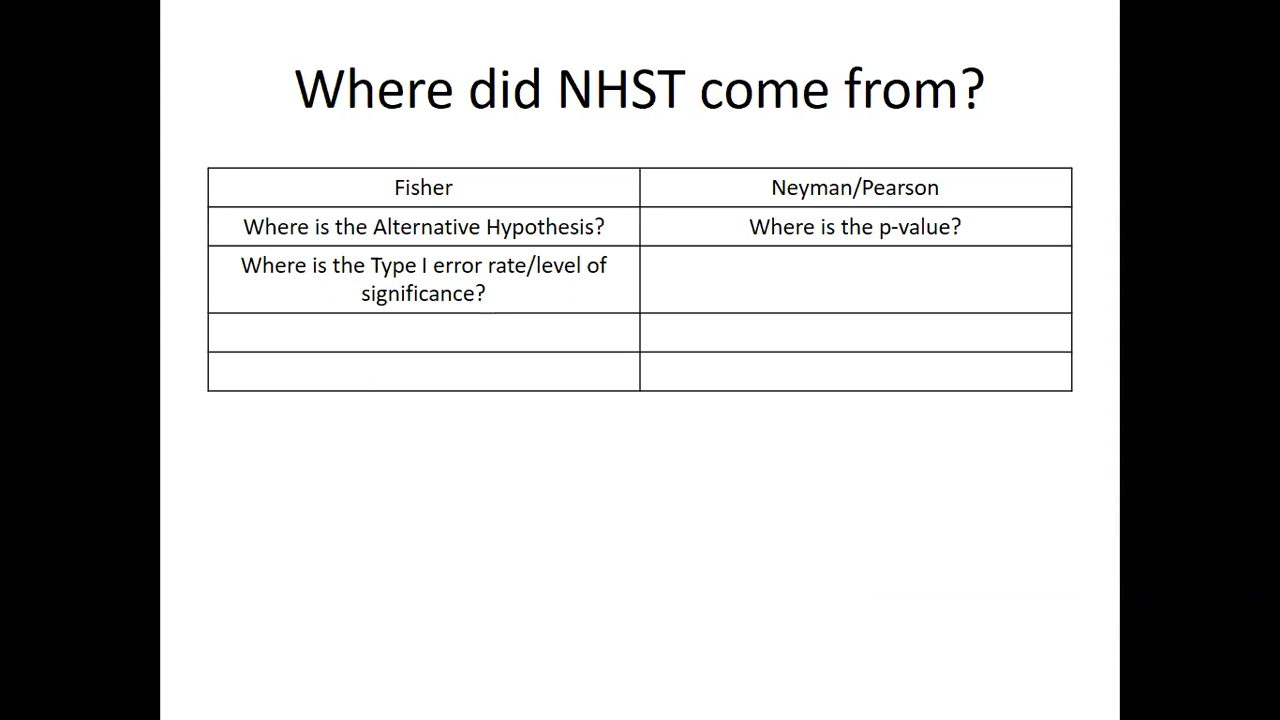 Where did NHST come from?
Fisher
Neyman/Pearson
Where is the Alternative Hypothesis?
Where is the p-value?
Where is the Type I error rate/level of
significance?